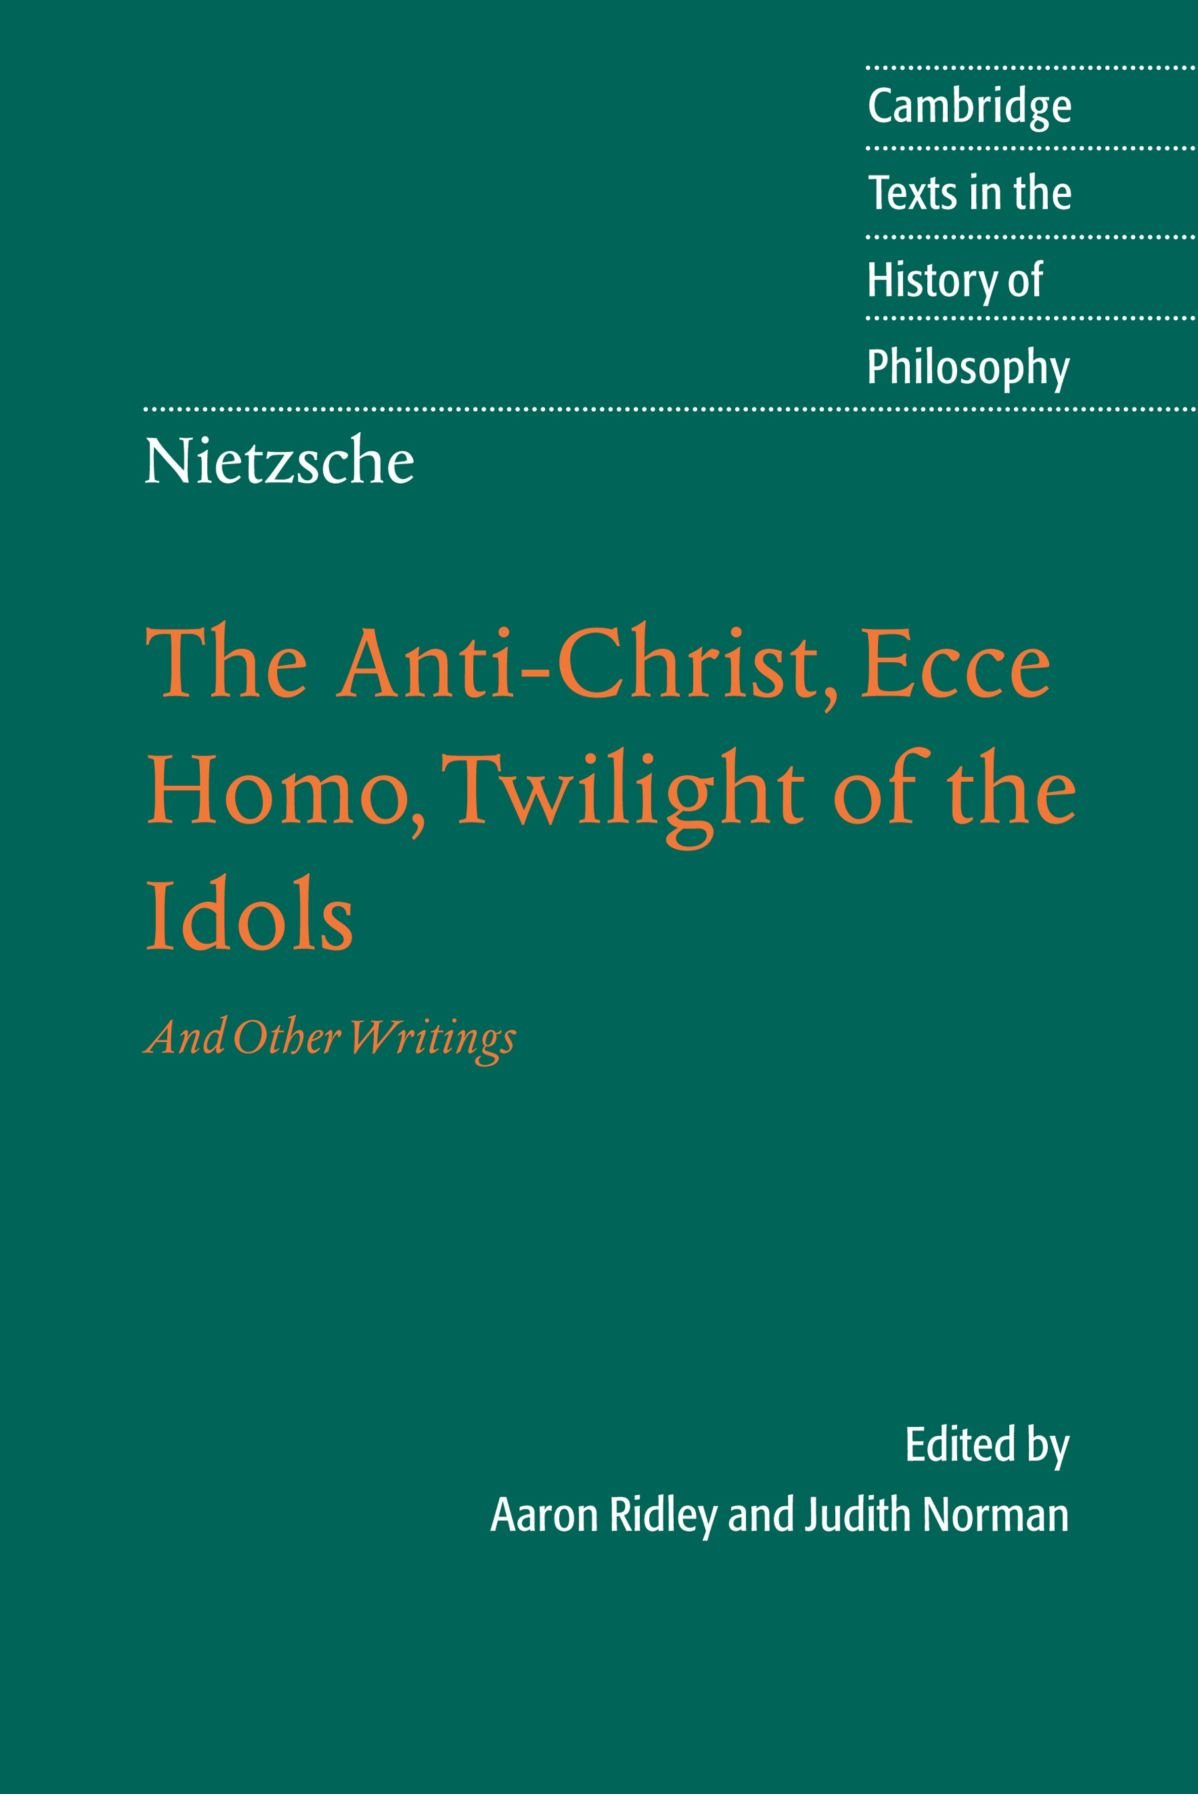 Cambridge
Texts in the
History of
Philosophy
Nietzsche
The Anti-Christ, Ecce
Homo, Twilight of the
Idols
And Other Writings
Edited by
Aaron Ridley and Judith Norman